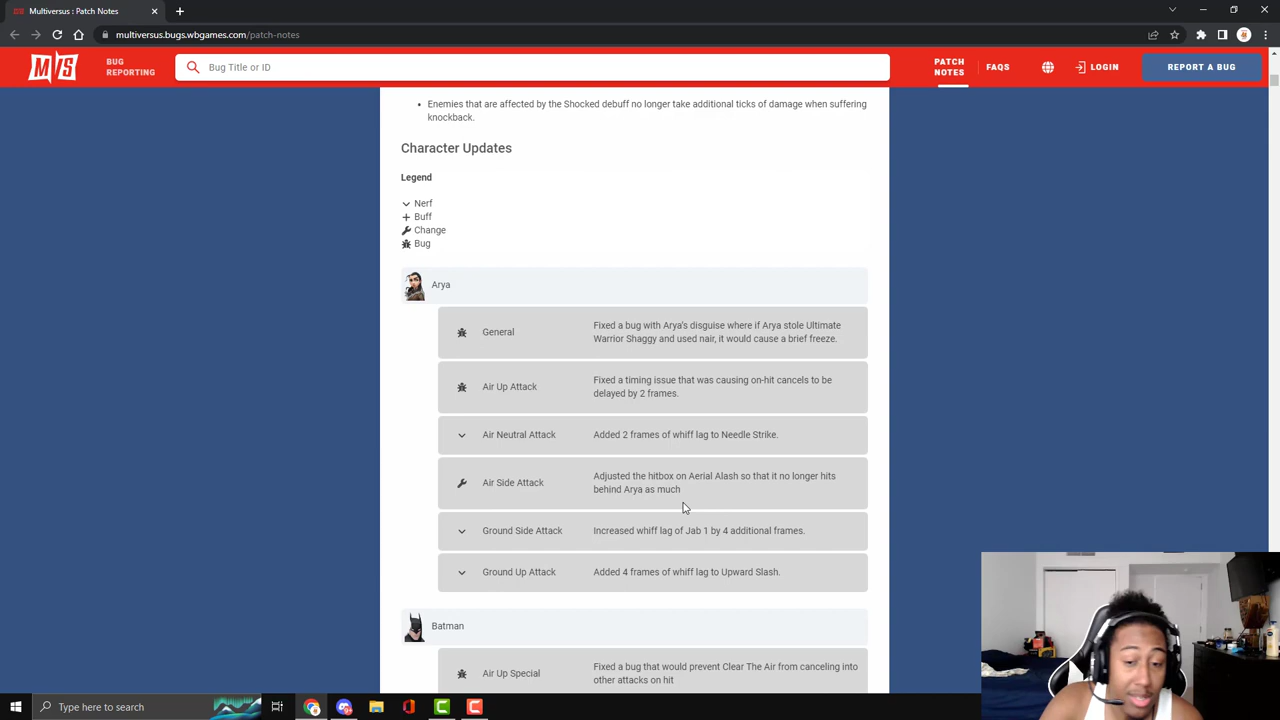 Multiversus : Patch Notes
multiversus.bugs.wbgames.com/patch-notes
M/S
BUG
REPORTING
Bug Title or ID
PATCH
NOTES
FAQS
LOGIN
REPORT A BUG
Enemies that are affected by the Shocked debuff no longer take additional ticks of damage when suffering
knockback.
Character Updates
Legend
Nerf
Buff
Change
Bug
Arya
General
Fixed a bug with Arya's disguise where if Arya stole Ultimate
Warrior Shaggy and used nair, it would cause a brief freeze.
Air Up Attack
Fixed a timing issue that was causing on-hit cancels to be
delayed by 2 frames.
Air Neutral Attack
Added 2 frames of whiff lag to Needle Strike.
Air Side Attack
Adjusted the hitbox on Aerial Alash so that it no longer hits
behind Arya as much
Ground Side Attack
Increased whiff lag of Jab 1 by 4 additional frames.
Ground Up Attack
Added 4 frames of whiff lag to Upward Slash.
Batman
Air Up Special
Fixed a bug that would prevent Clear The Air from canceling into
other attacks on hit
Type here to search